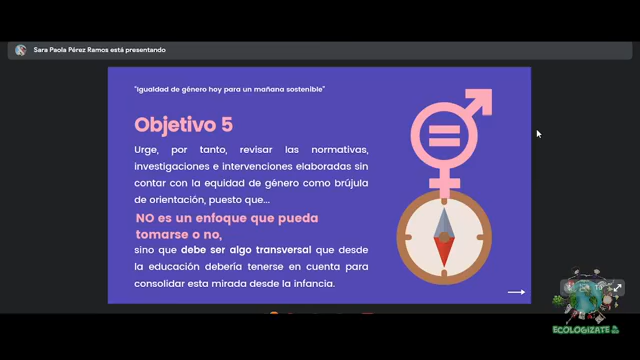 Sara Paola Pérez Ramos está presentando
"Igualdad de género hoy para un mañana sostenible"
Objetivo 5
Urge, por tanto, revisar las normativas,
investigaciones e intervenciones elaboradas sin
contar con la equidad de género como brújula
de orientación, puesto que...
NO es un enfoque que pueda
tomarse o no,
sino que debe ser algo transversal que desde
la educación debería tenerse en cuenta para
consolidar esta mirada desde la infancia.
ECOLOGIZATE